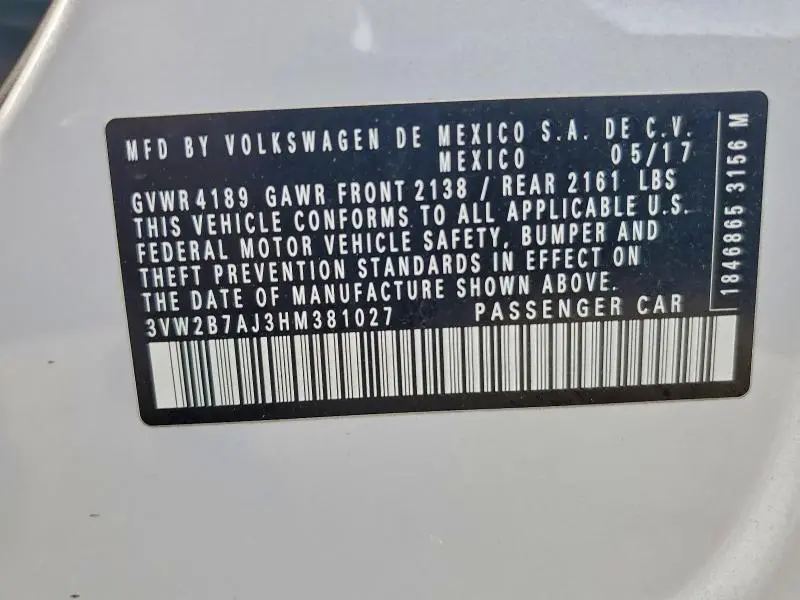 MFD BY VOLKSWAGEN DE MEXICO S.A. DE C.V.
MEXICO 05/17
GVWR 4189 GAWR FRONT 2138 / REAR 2161 LBS
THIS VEHICLE CONFORMS TO ALL APPLICABLE U.S.
FEDERAL MOTOR VEHICLE SAFETY, BUMPER AND
THEFT PREVENTION STANDARDS IN EFFECT ON
THE DATE OF MANUFACTURE SHOWN ABOVE.
3VW2B7AJ3HM381027 PASSENGER CAR
1846865 3156 M